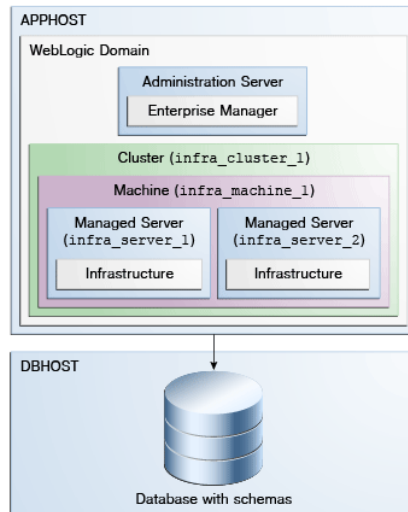 APPHOST
WebLogic Domain
Administration Server
Enterprise Manager
Cluster (infra_cluster_1)
Machine (infra_machine_1)
Managed Server
(infra_server_1)
Infrastructure
Managed Server
(infra_server_2)
Infrastructure
DBHOST
Database with schemas